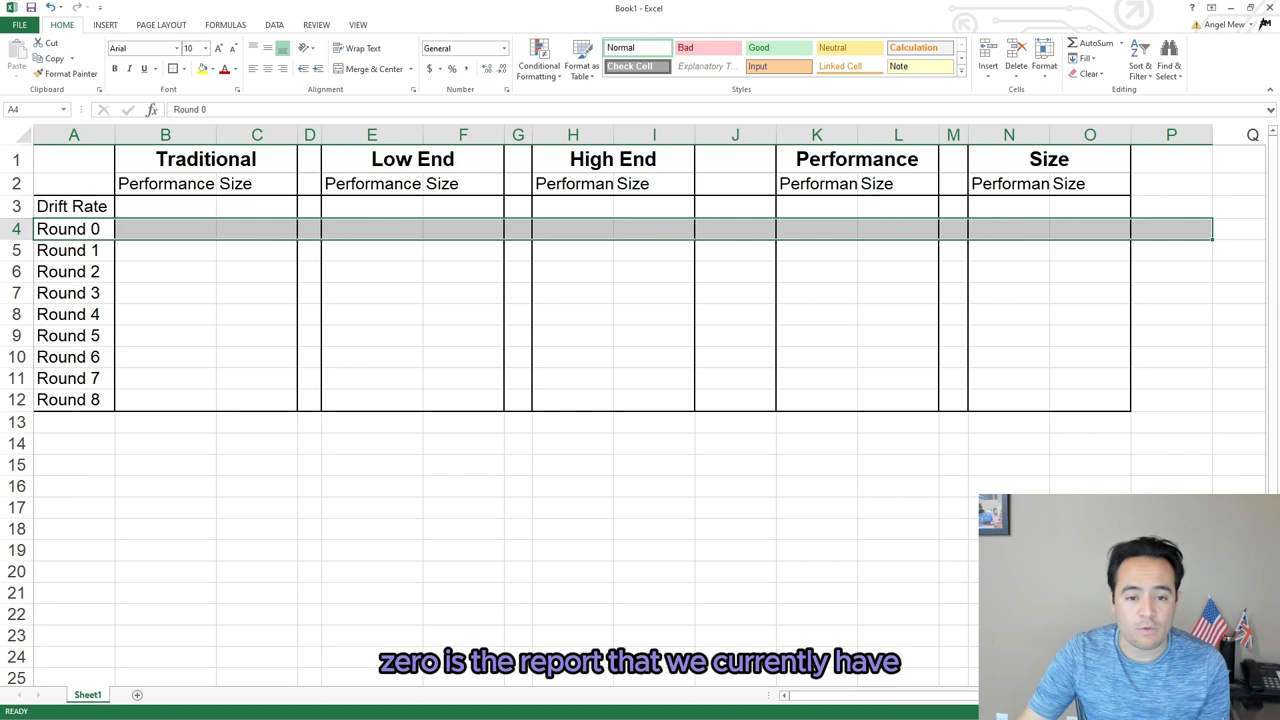 Book1 - Excel
FILE HOME INSERT PAGE LAYOUT FORMULAS DATA REVIEW VIEW Angel Mew
Cut Arial 10 Wrap Text General Normal Bad Good Neutral Calculation AutoSum
Paste Copy Conditional Format as Insert Delete Format Fill Sort & Find &
Format Painter B I U Merge & Center $ % Formatting Table Check Cell Explanatory T... Input Linked Cell Note Clear Filter Select
Clipboard Font Alignment Number Styles Cells Editing
A4 fx Round 0
A B C D E F G H I J K L M N O P Q
1 Traditional Low End High End Performance Size
2 Performance Size Performance Size Performan Size Performan Size Performan Size
3 Drift Rate
4 Round 0
5 Round 1
6 Round 2
7 Round 3
8 Round 4
9 Round 5
10 Round 6
11 Round 7
12 Round 8
13
14
15
16
17
18
19
20
21
22
23
24
25
zero is the report that we currently have
Sheet1
READY